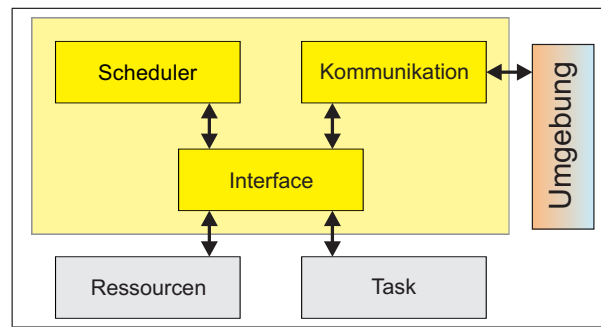 Scheduler
Kommunikation
Umgebung
Interface
Ressourcen
Task